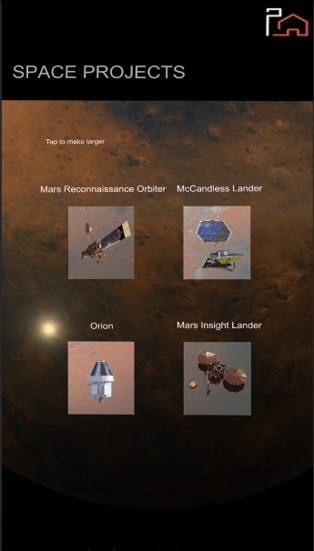 SPACE PROJECTS
Tap to make larger
Mars Reconnaissance Orbiter McCandless Lander
Orion Mars Insight Lander